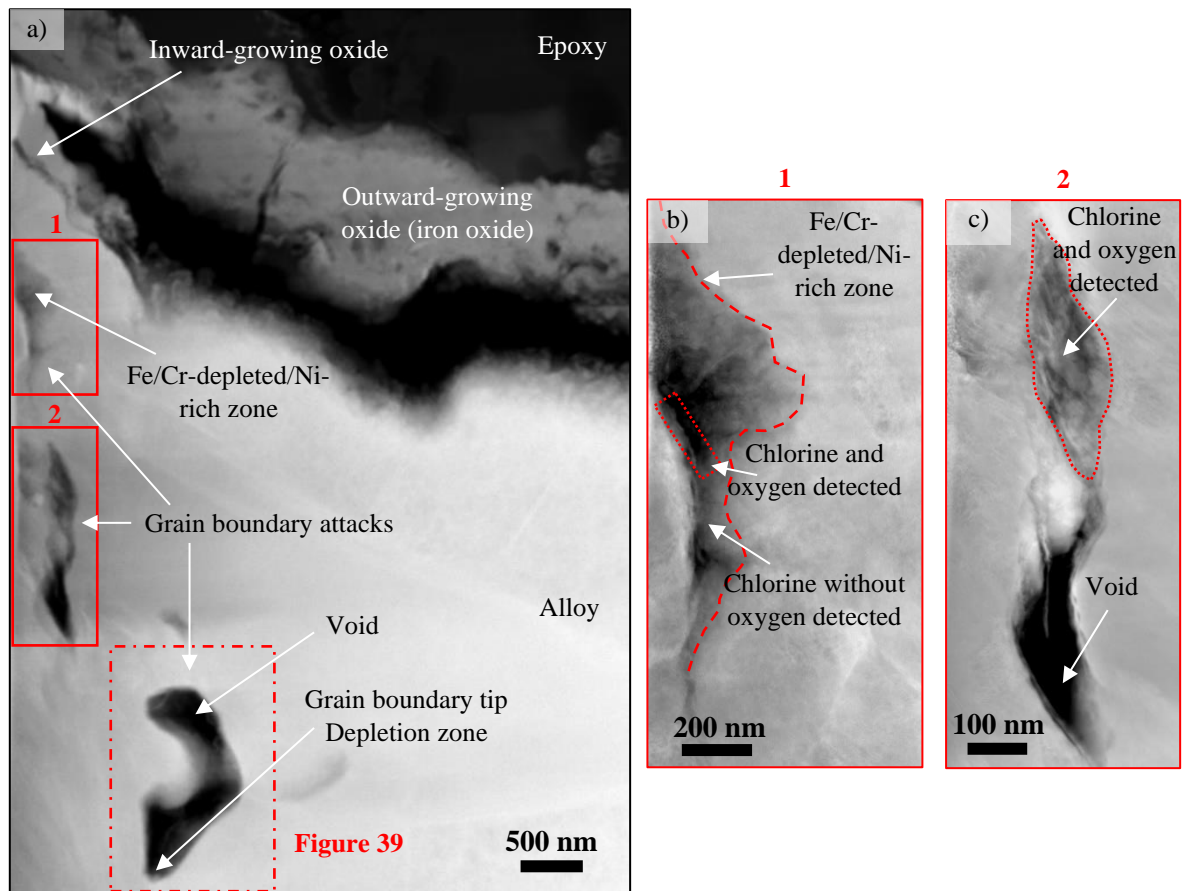 a)
Epoxy
Inward-growing oxide
Outward-growing
oxide (iron oxide)
1
Fe/Cr-depleted/Ni-
rich zone
2
Grain boundary attacks
Alloy
Void
Grain boundary tip
Depletion zone
Figure 39
500 nm
1
b)
Fe/Cr-
depleted/Ni-
rich zone
Chlorine and
oxygen detected
Chlorine without
oxygen detected
200 nm
2
c)
Chlorine
and oxygen
detected
Void
100 nm